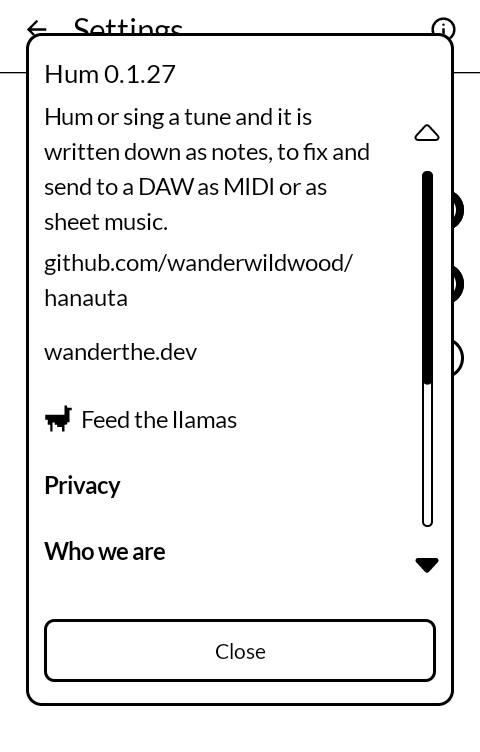 Settings
Hum 0.1.27
Hum or sing a tune and it is
written down as notes, to fix and
send to a DAW as MIDI or as
sheet music.
github.com/wanderwildwood/
hanauta
wanderthe.dev
Feed the llamas
Privacy
Who we are
Close